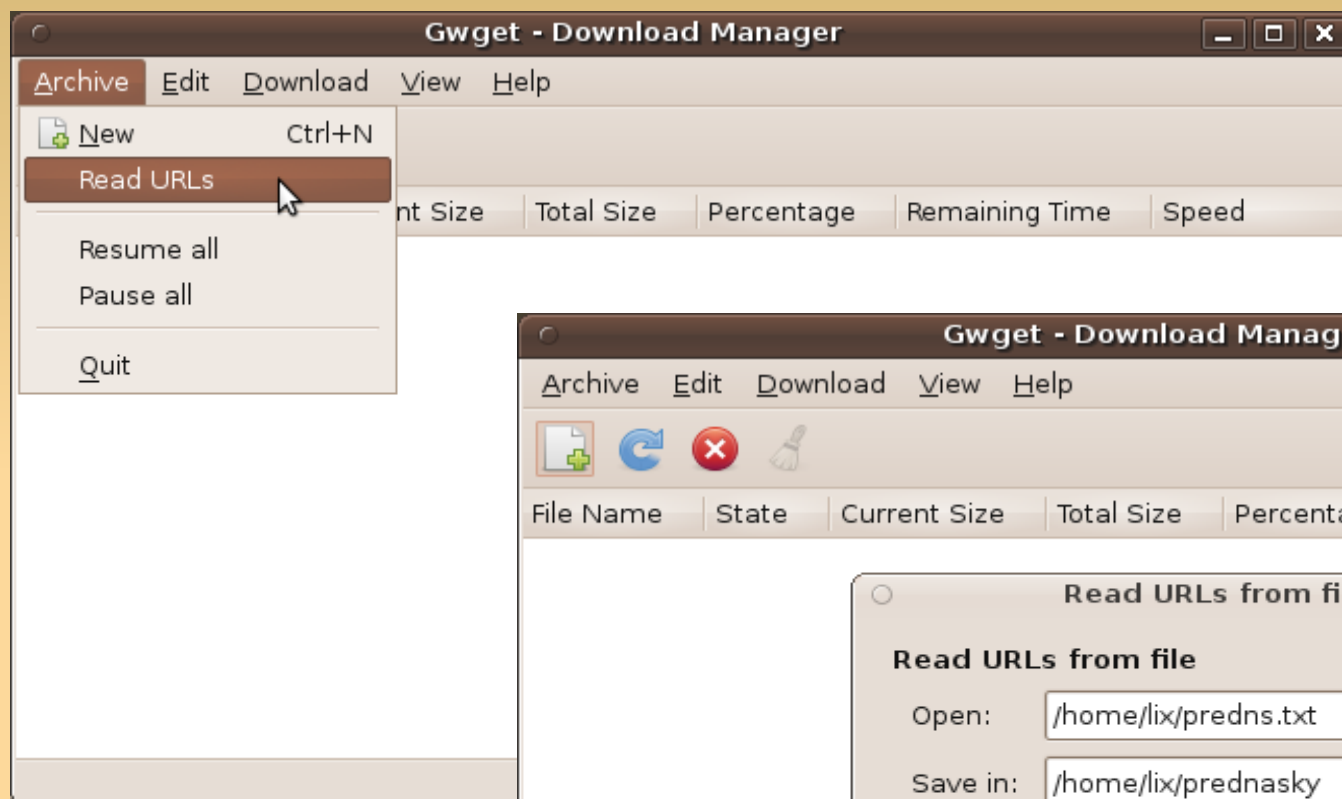 Gwget - Download Manager
Archive Edit Download View Help
New Ctrl+N
Read URLs
nt Size Total Size Percentage Remaining Time Speed
Resume all
Pause all
Quit
Gwget - Download Manag
Archive Edit Download View Help
File Name State Current Size Total Size Percenta
Read URLs from fi
Read URLs from file
Open: /home/lix/predns.txt
Save in: /home/lix/prednasky